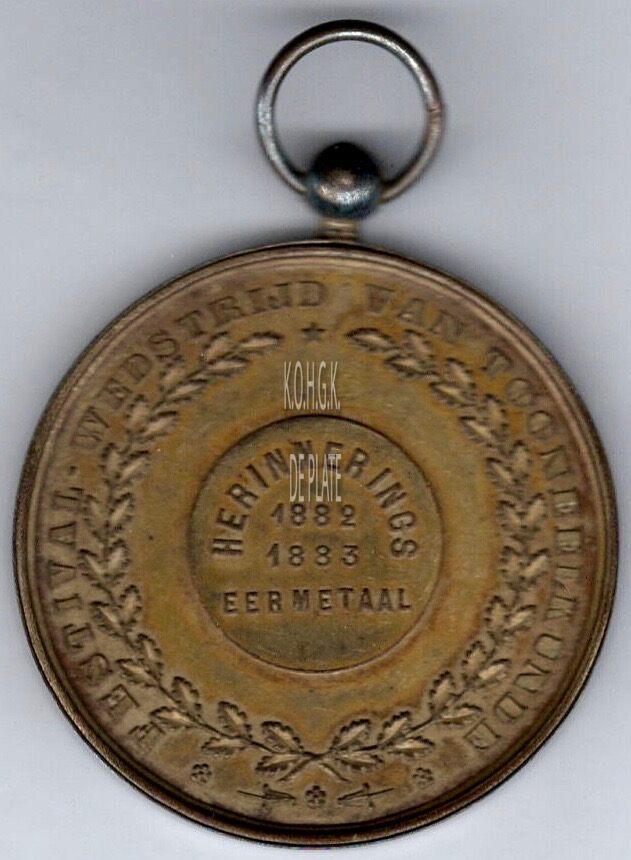 FESTIVAL-WEDSTRIJD VAN TOONEELKUNDE
K.O.H.G.K.
HERINNERINGS
DE PLATE
1882
1883
EERMETAAL